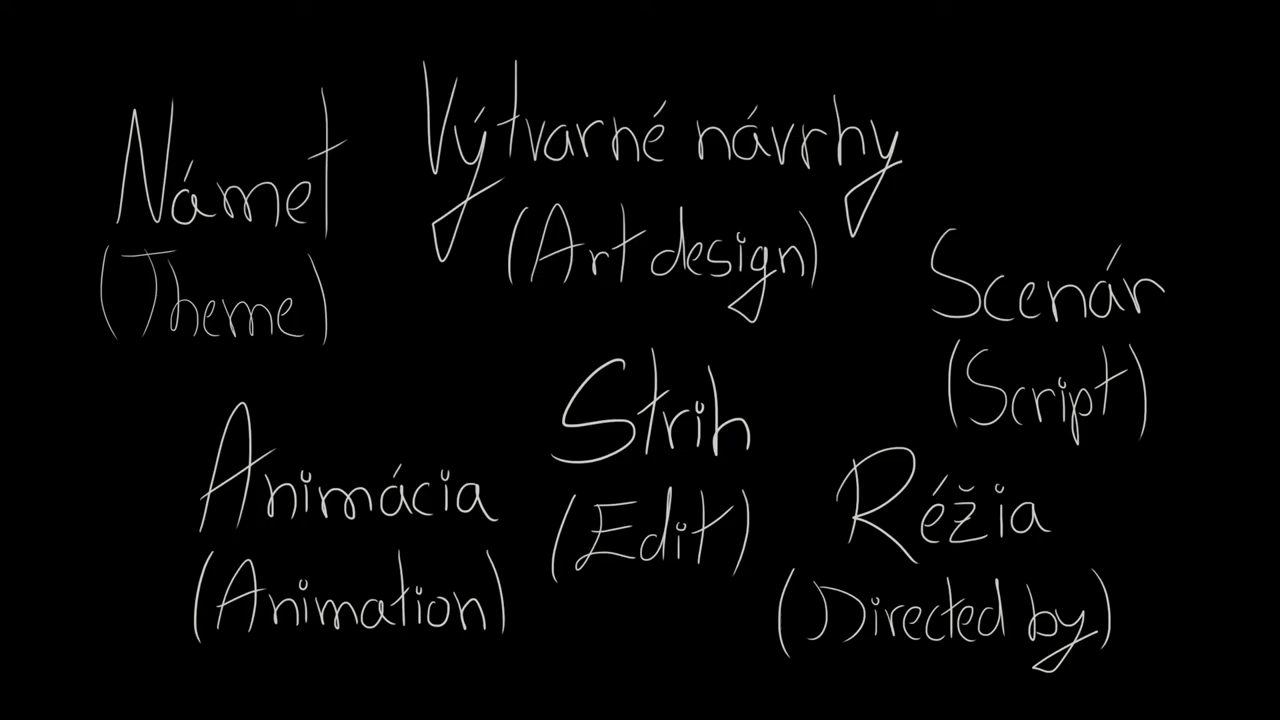 Námet
(Theme)
Výtvarné návrhy
(Art design)
Scenár
(Script)
Animácia
(Animation)
Strih
(Edit)
Réžia
(Directed by)